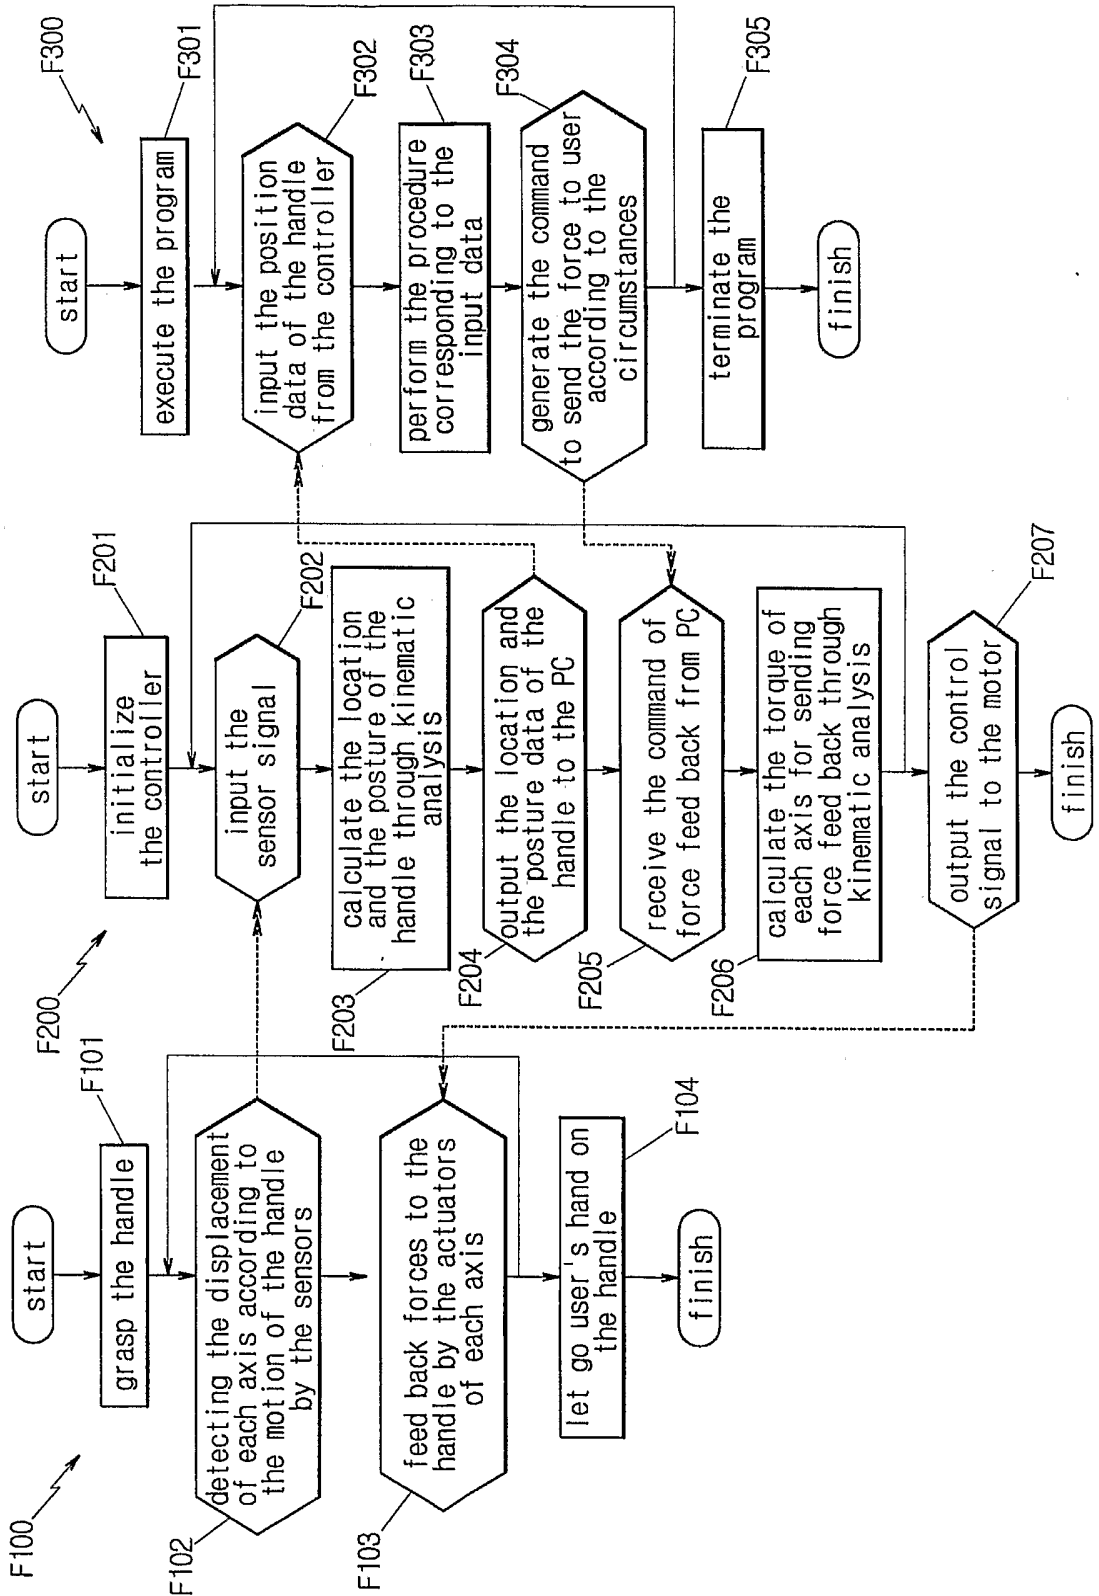 F100
start
F101
grasp the handle
F102
detecting the displacement
of each axis according to
the motion of the handle
by the sensors
F103
feed back forces to the
handle by the actuators
of each axis
F104
let go user's hand on
the handle
finish
F200
start
F201
initialize
the controller
F202
input the
sensor signal
F203
calculate the location
and the posture of the
handle through kinematic
analysis
F204
output the location and
the posture data of the
handle to the PC
F205
receive the command of
force feed back from PC
F206
calculate the torque of
each axis for sending
force feed back through
kinematic analysis
F207
output the control
signal to the motor
finish
F300
start
F301
execute the program
F302
input the position
data of the handle
from the controller
F303
perform the procedure
corresponding to the
input data
F304
generate the command
to send the force to user
according to the
circumstances
F305
terminate the
program
finish